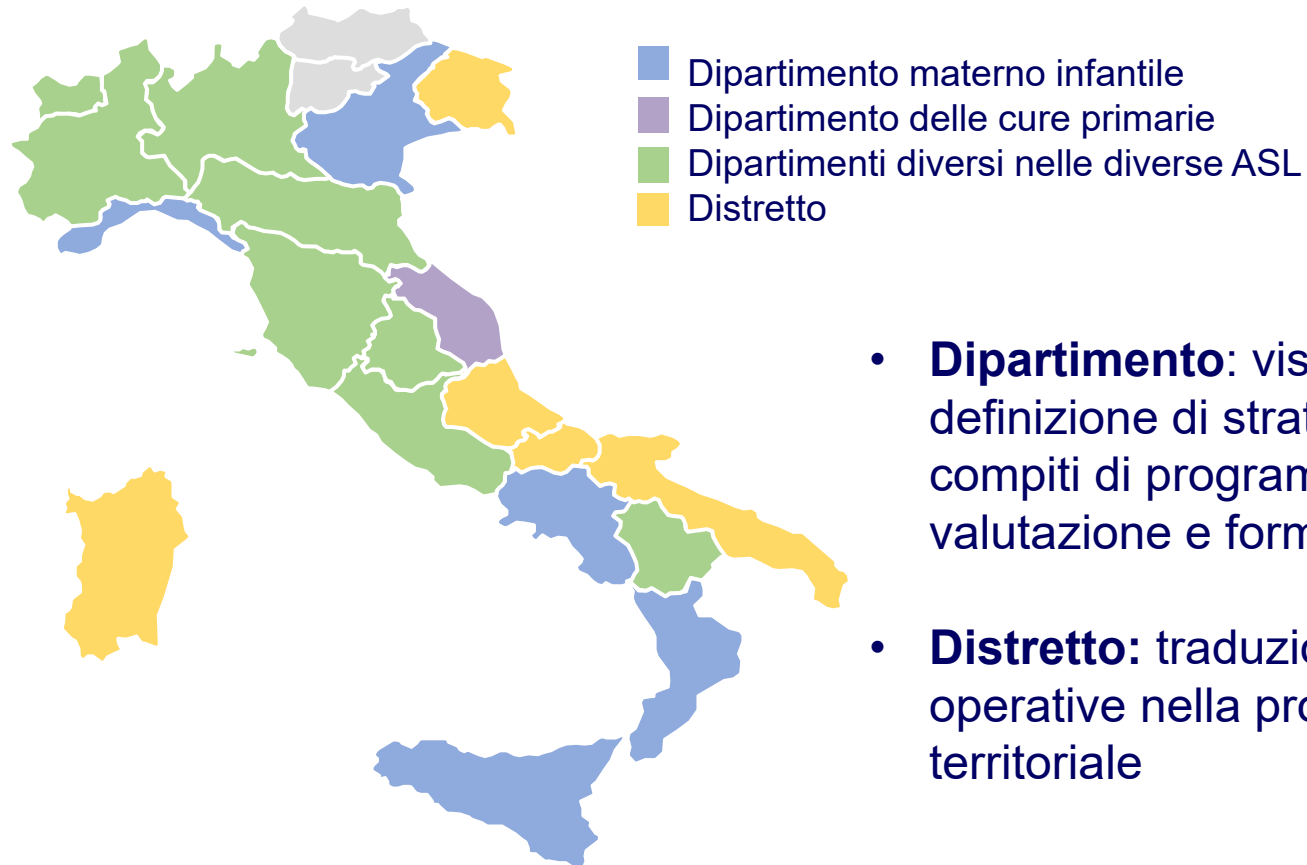 Dipartimento materno infantile
Dipartimento delle cure primarie
Dipartimenti diversi nelle diverse ASL
Distretto
• Dipartimento: vis
definizione di strat
compiti di program
valutazione e form
• Distretto: traduzio
operative nella pro
territoriale